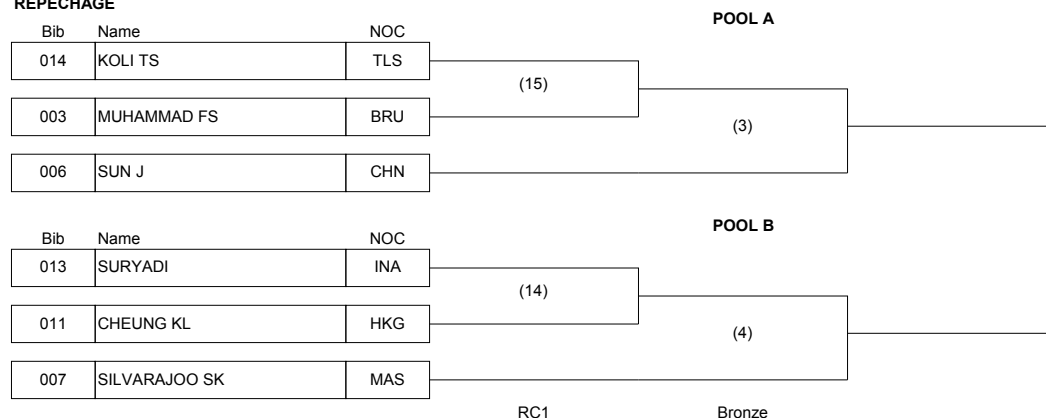 REPECHAGE
POOL A
Bib Name NOC
014 KOLI TS TLS
(15)
003 MUHAMMAD FS BRU
(3)
006 SUN J CHN
POOL B
Bib Name NOC
013 SURYADI INA
(14)
011 CHEUNG KL HKG
(4)
007 SILVARAJOO SK MAS
RC1 Bronze